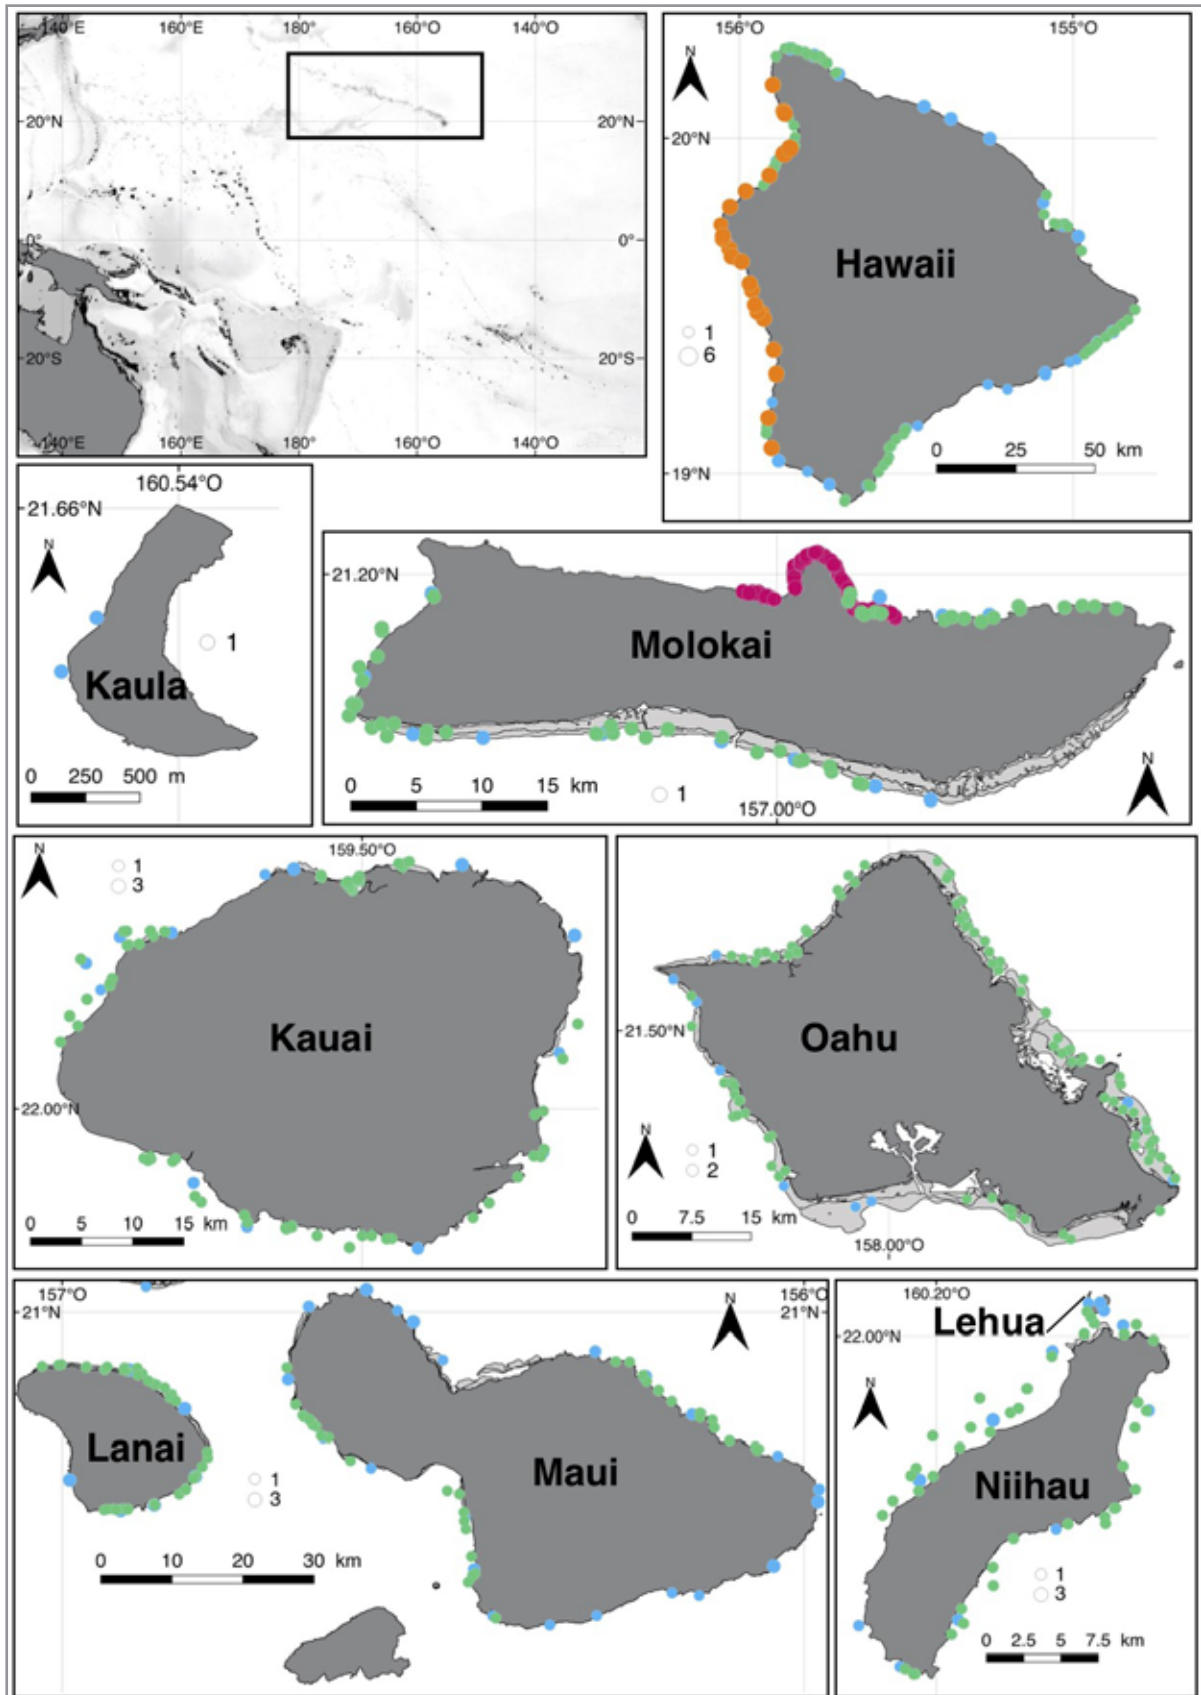 140°E 160°E 180° 160°O 140°O
20°N 20°N
0° 0°
20°S 20°S
140°E 160°E 180° 160°O 140°O
156°O 155°O
N
20°N
Hawaii
1
6
19°N
0 25 50 km
160.54°O
21.66°N
N
1
Kaula
0 250 500 m
21.20°N
Molokai
N
0 5 10 15 km
1
157.00°O
159.50°O
N
1
3
Kauai
22.00°N
0 5 10 15 km
21.50°N
Oahu
N
1
2
0 7.5 15 km
158.00°O
157°O 156°O
21°N 21°N
N
Lanai
Maui
1
3
0 10 20 30 km
160.20°O
Lehua
22.00°N
N
Niihau
1
3
0 2.5 5 7.5 km